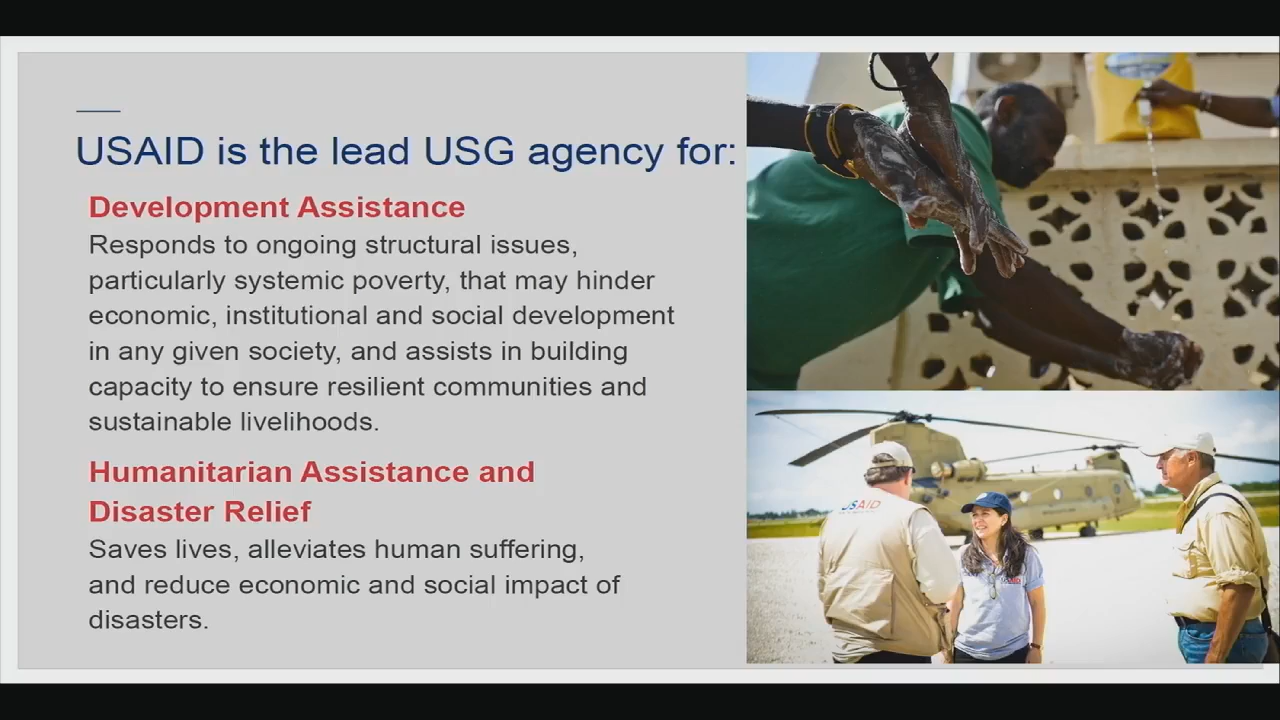 USAID is the lead USG agency for:
Development Assistance
Responds to ongoing structural issues,
particularly systemic poverty, that may hinder
economic, institutional and social development
in any given society, and assists in building
capacity to ensure resilient communities and
sustainable livelihoods.
Humanitarian Assistance and
Disaster Relief
Saves lives, alleviates human suffering,
and reduce economic and social impact of
disasters.
USAID